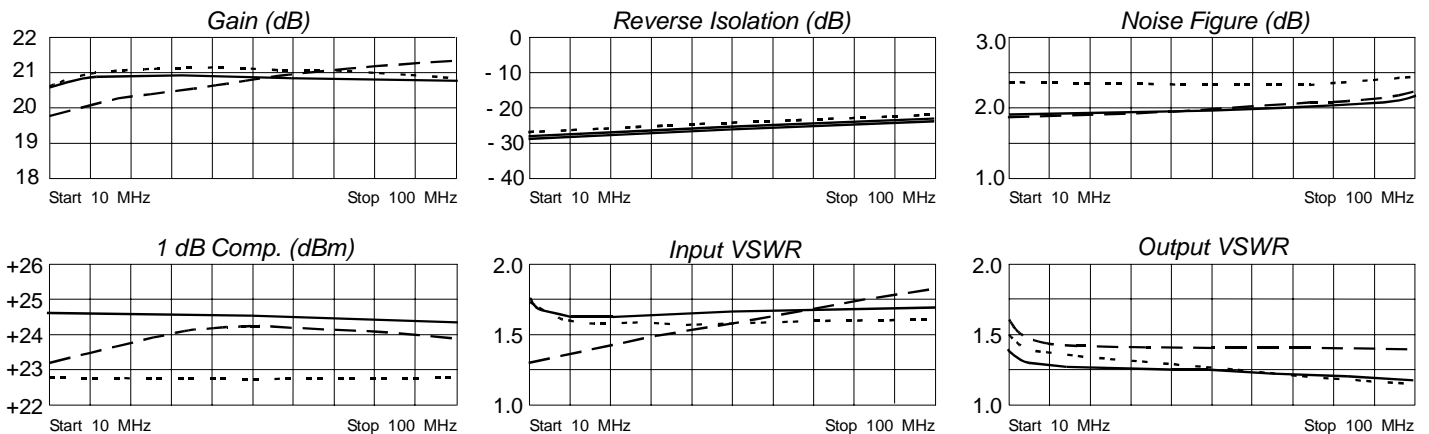 Gain (dB)
22
21
20
19
18
Start 10 MHz
Stop 100 MHz
Reverse Isolation (dB)
0
- 10
- 20
- 30
- 40
Start 10 MHz
Stop 100 MHz
Noise Figure (dB)
3.0
2.0
1.0
Start 10 MHz
Stop 100 MHz
1 dB Comp. (dBm)
+26
+25
+24
+23
+22
Start 10 MHz
Stop 100 MHz
Input VSWR
2.0
1.5
1.0
Start 10 MHz
Stop 100 MHz
Output VSWR
2.0
1.5
1.0
Start 10 MHz
Stop 100 MHz